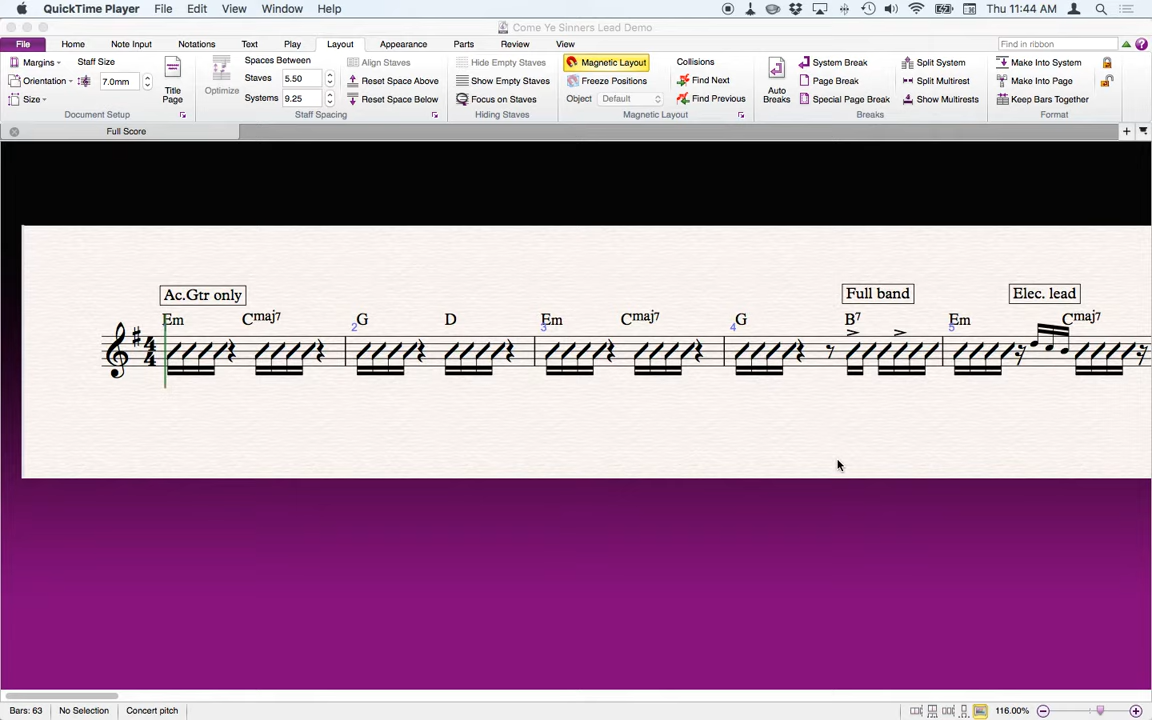 QuickTime Player File Edit View Window Help Thu 11:44 AM
Come Ye Sinners Lead Demo
File Home Note Input Notations Text Play Layout Appearance Parts Review View Find in ribbon
Margins Staff Size Spaces Between Align Staves Hide Empty Staves Magnetic Layout Collisions System Break Split System Make Into System
Orientation 7.0mm Title Page Optimize Staves 5.50 Reset Space Above Show Empty Staves Freeze Positions Find Next Auto Breaks Page Break Split Multirest Make Into Page
Size Systems 9.25 Reset Space Below Focus on Staves Object Default Find Previous Special Page Break Show Multirests Keep Bars Together
Document Setup Staff Spacing Hiding Staves Magnetic Layout Breaks Format
Full Score
Ac.Gtr only Full band Elec. lead
Em Cmaj7 G D Em Cmaj7 G B7 Em Cmaj7
2 3 4 5
4
4
Bars: 63 No Selection Concert pitch 116.00%